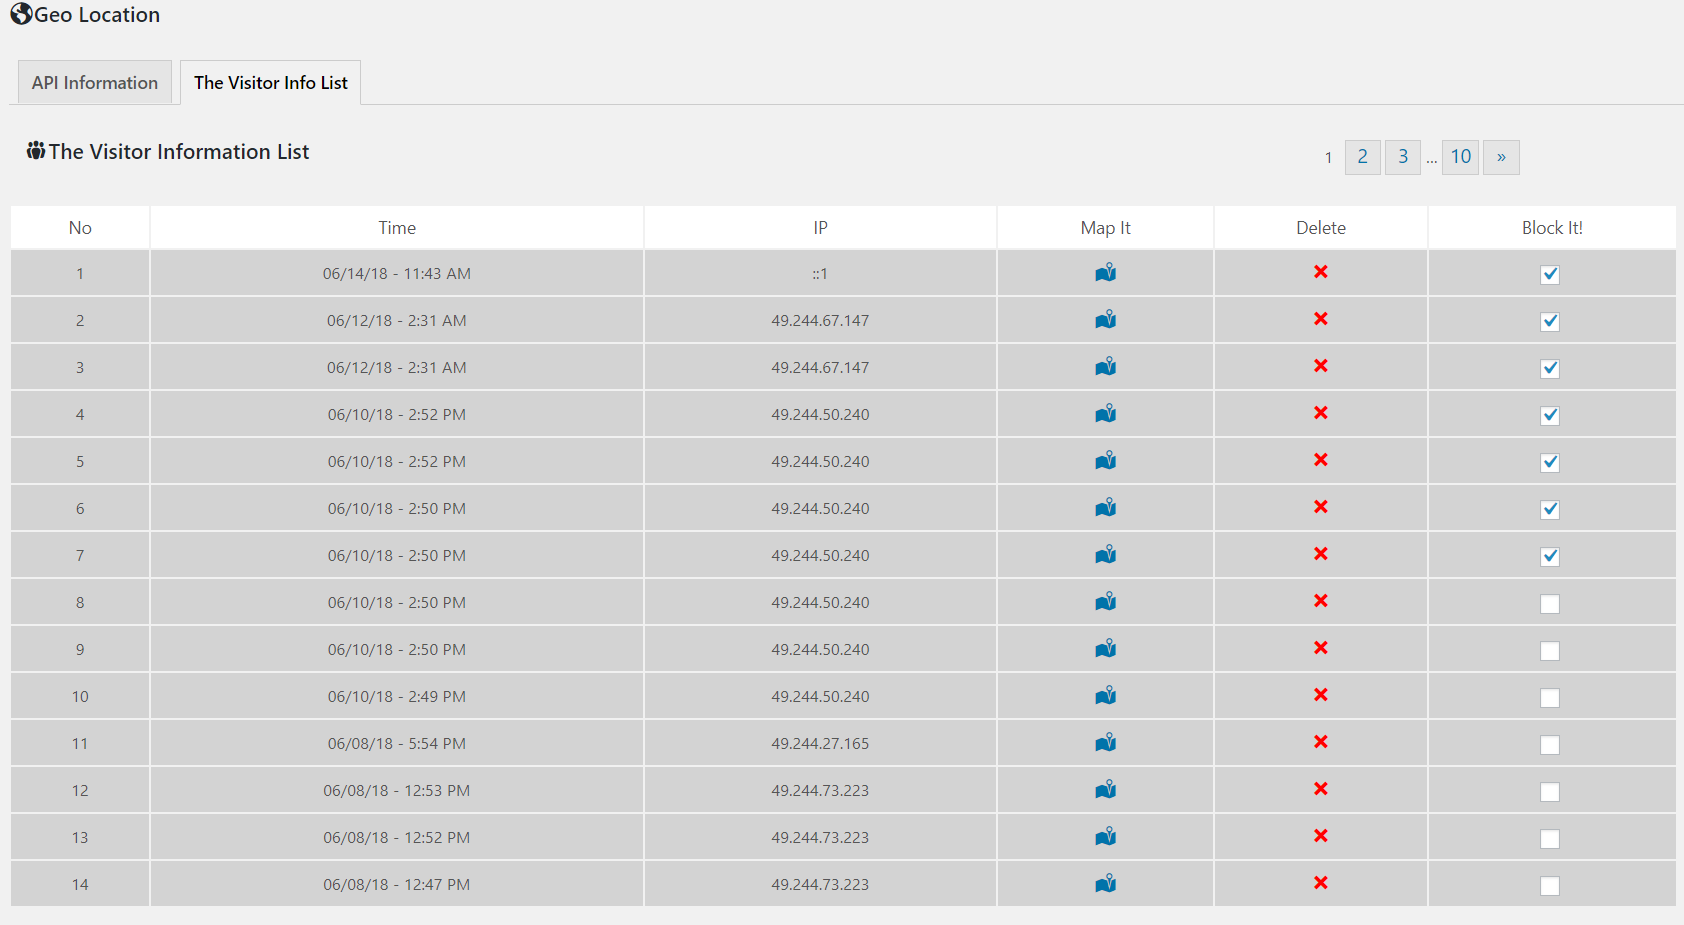 Geo Location
API Information The Visitor Info List
The Visitor Information List 1 2 3 ... 10 »
No Time IP Map It Delete Block It!
1 06/14/18 - 11:43 AM ::1
2 06/12/18 - 2:31 AM 49.244.67.147
3 06/12/18 - 2:31 AM 49.244.67.147
4 06/10/18 - 2:52 PM 49.244.50.240
5 06/10/18 - 2:52 PM 49.244.50.240
6 06/10/18 - 2:50 PM 49.244.50.240
7 06/10/18 - 2:50 PM 49.244.50.240
8 06/10/18 - 2:50 PM 49.244.50.240
9 06/10/18 - 2:50 PM 49.244.50.240
10 06/10/18 - 2:49 PM 49.244.50.240
11 06/08/18 - 5:54 PM 49.244.27.165
12 06/08/18 - 12:53 PM 49.244.73.223
13 06/08/18 - 12:52 PM 49.244.73.223
14 06/08/18 - 12:47 PM 49.244.73.223